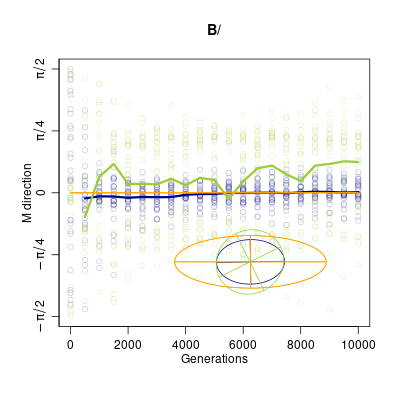 B/
π/2
π/4
0
−π/4
−π/2
M direction
0
2000
4000
6000
8000
10000
Generations